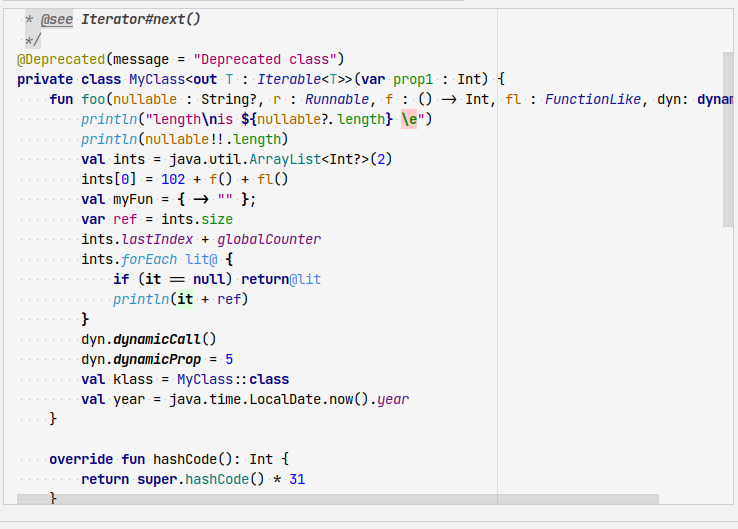 * @see Iterator#next()
*/
@Deprecated(message = "Deprecated class")
private class MyClass<out T : Iterable<T>>(var prop1 : Int) {
    fun foo(nullable : String?, r : Runnable, f : () -> Int, fl : FunctionLike, dyn: dynam
        println("length\nis ${nullable?.length} \e")
        println(nullable!!.length)
        val ints = java.util.ArrayList<Int?>(2)
        ints[0] = 102 + f() + fl()
        val myFun = { -> "" };
        var ref = ints.size
        ints.lastIndex + globalCounter
        ints.forEach lit@ {
            if (it == null) return@lit
            println(it + ref)
        }
        dyn.dynamicCall()
        dyn.dynamicProp = 5
        val klass = MyClass::class
        val year = java.time.LocalDate.now().year
    }
    override fun hashCode(): Int {
        return super.hashCode() * 31
    }